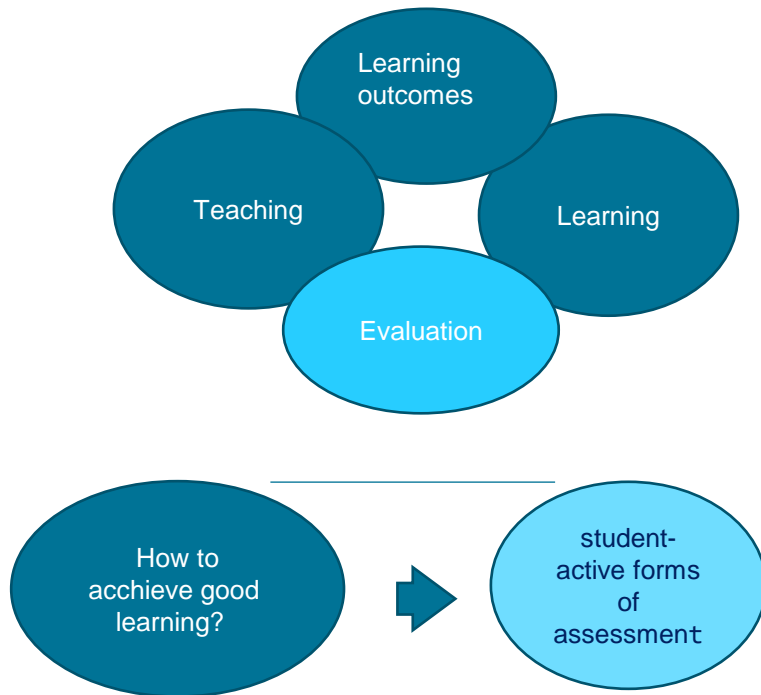 Learning
outcomes
Teaching
Learning
Evaluation
How to
acchieve good
learning?
student-
active forms
of
assessment